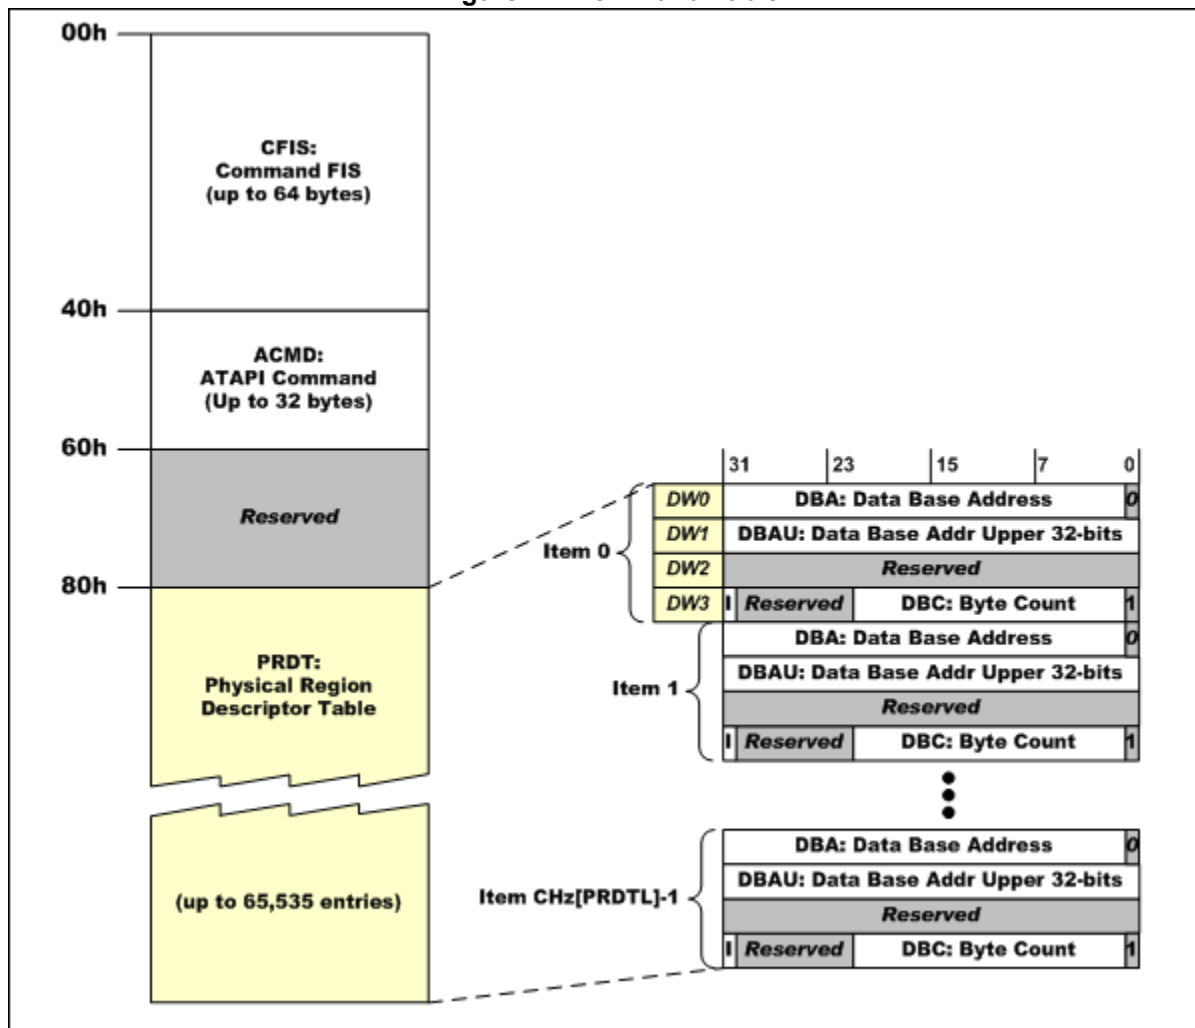 00h
CFIS:
Command FIS
(up to 64 bytes)
40h
ACMD:
ATAPI Command
(Up to 32 bytes)
60h
Reserved
80h
PRDT:
Physical Region
Descriptor Table
(up to 65,535 entries)
31 23 15 7 0
Item 0
DW0 DBA: Data Base Address 0
DW1 DBAU: Data Base Addr Upper 32-bits
DW2 Reserved
DW3 I Reserved DBC: Byte Count 1
Item 1
DBA: Data Base Address 0
DBAU: Data Base Addr Upper 32-bits
Reserved
I Reserved DBC: Byte Count 1
Item CHz[PRDTL]-1
DBA: Data Base Address 0
DBAU: Data Base Addr Upper 32-bits
Reserved
I Reserved DBC: Byte Count 1